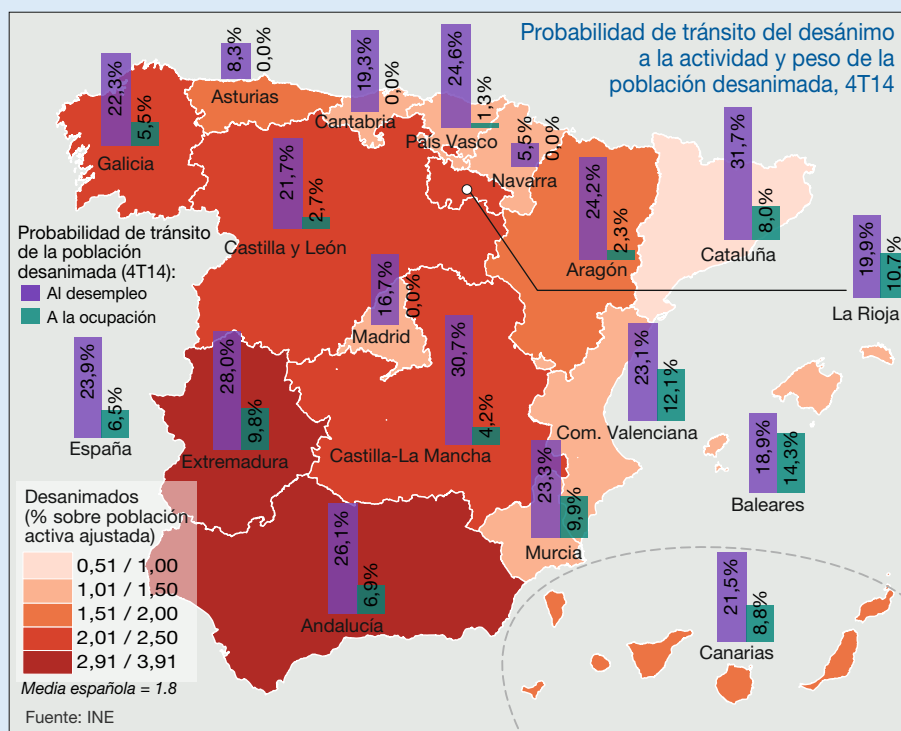 Probabilidad de tránsito del desánimo
a la actividad y peso de la
población desanimada, 4T14
22,3%
5,5%
Galicia
8,3%
0,0%
Asturias
19,3%
0,0%
Cantabria
24,6%
1,3%
País Vasco
5,5%
0,0%
Navarra
21,7%
2,7%
Castilla y León
24,2%
2,3%
Aragón
31,7%
8,0%
Cataluña
19,9%
10,7%
La Rioja
Probabilidad de tránsito
de la población
desanimada (4T14):
Al desempleo
A la ocupación
16,7%
0,0%
Madrid
23,9%
6,5%
España
28,0%
9,8%
Extremadura
30,7%
4,2%
Castilla-La Mancha
23,1%
12,1%
Com. Valenciana
18,9%
14,3%
Baleares
23,3%
9,9%
Murcia
26,1%
6,9%
Andalucía
21,5%
8,8%
Canarias
Desanimados
(% sobre población
activa ajustada)
0,51 / 1,00
1,01 / 1,50
1,51 / 2,00
2,01 / 2,50
2,91 / 3,91
Media española = 1.8
Fuente: INE